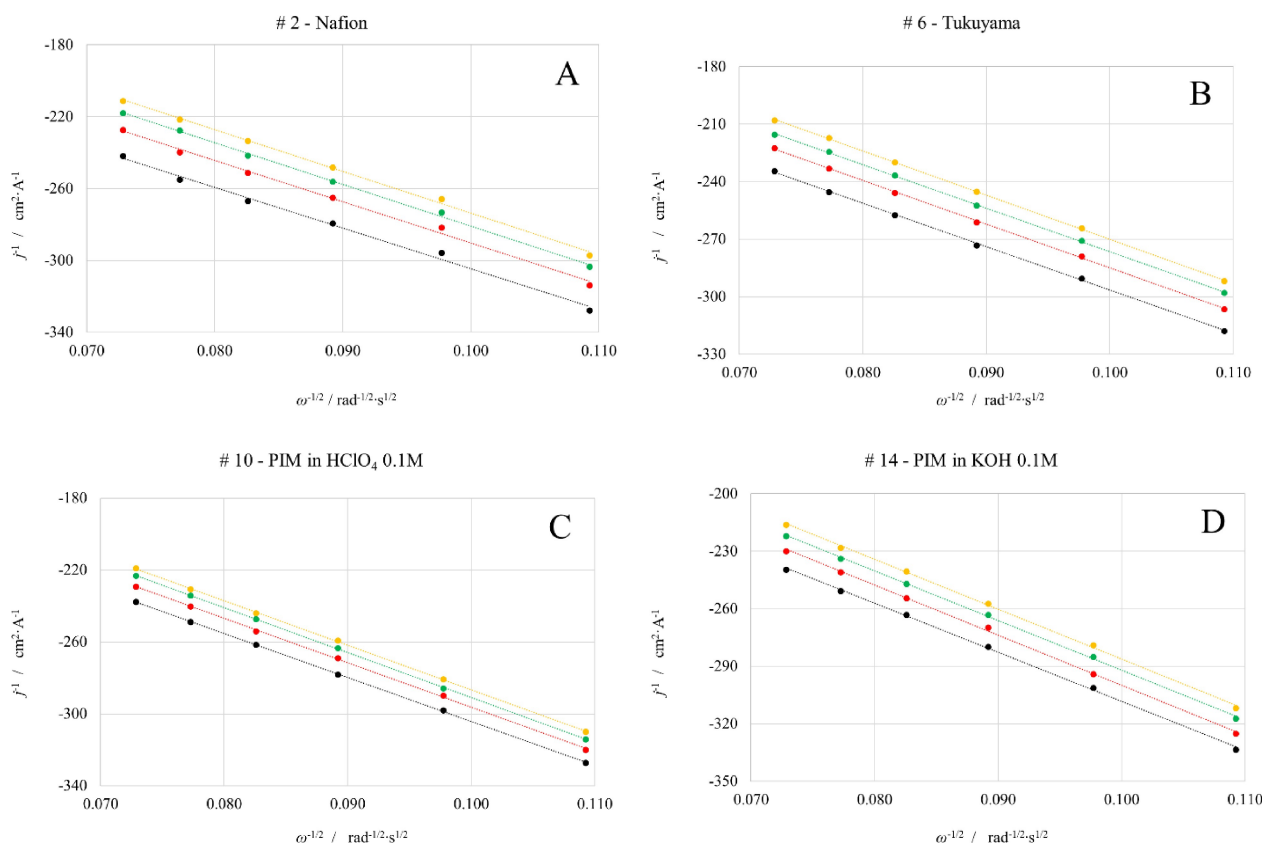 # 2 - Nafion
A
-180
-220
-260
-300
-340
0.070 0.080 0.090 0.100 0.110
j-1 / cm2·A-1
ω-1/2 / rad-1/2·s1/2
# 6 - Tukuyama
B
-180
-210
-240
-270
-300
-330
0.070 0.080 0.090 0.100 0.110
j-1 / cm2·A-1
ω-1/2 / rad-1/2·s1/2
# 10 - PIM in HClO4 0.1M
C
-180
-220
-260
-300
-340
0.070 0.080 0.090 0.100 0.110
j-1 / cm2·A-1
ω-1/2 / rad-1/2·s1/2
# 14 - PIM in KOH 0.1M
D
-200
-230
-260
-290
-320
-350
0.070 0.080 0.090 0.100 0.110
j-1 / cm2·A-1
ω-1/2 / rad-1/2·s1/2